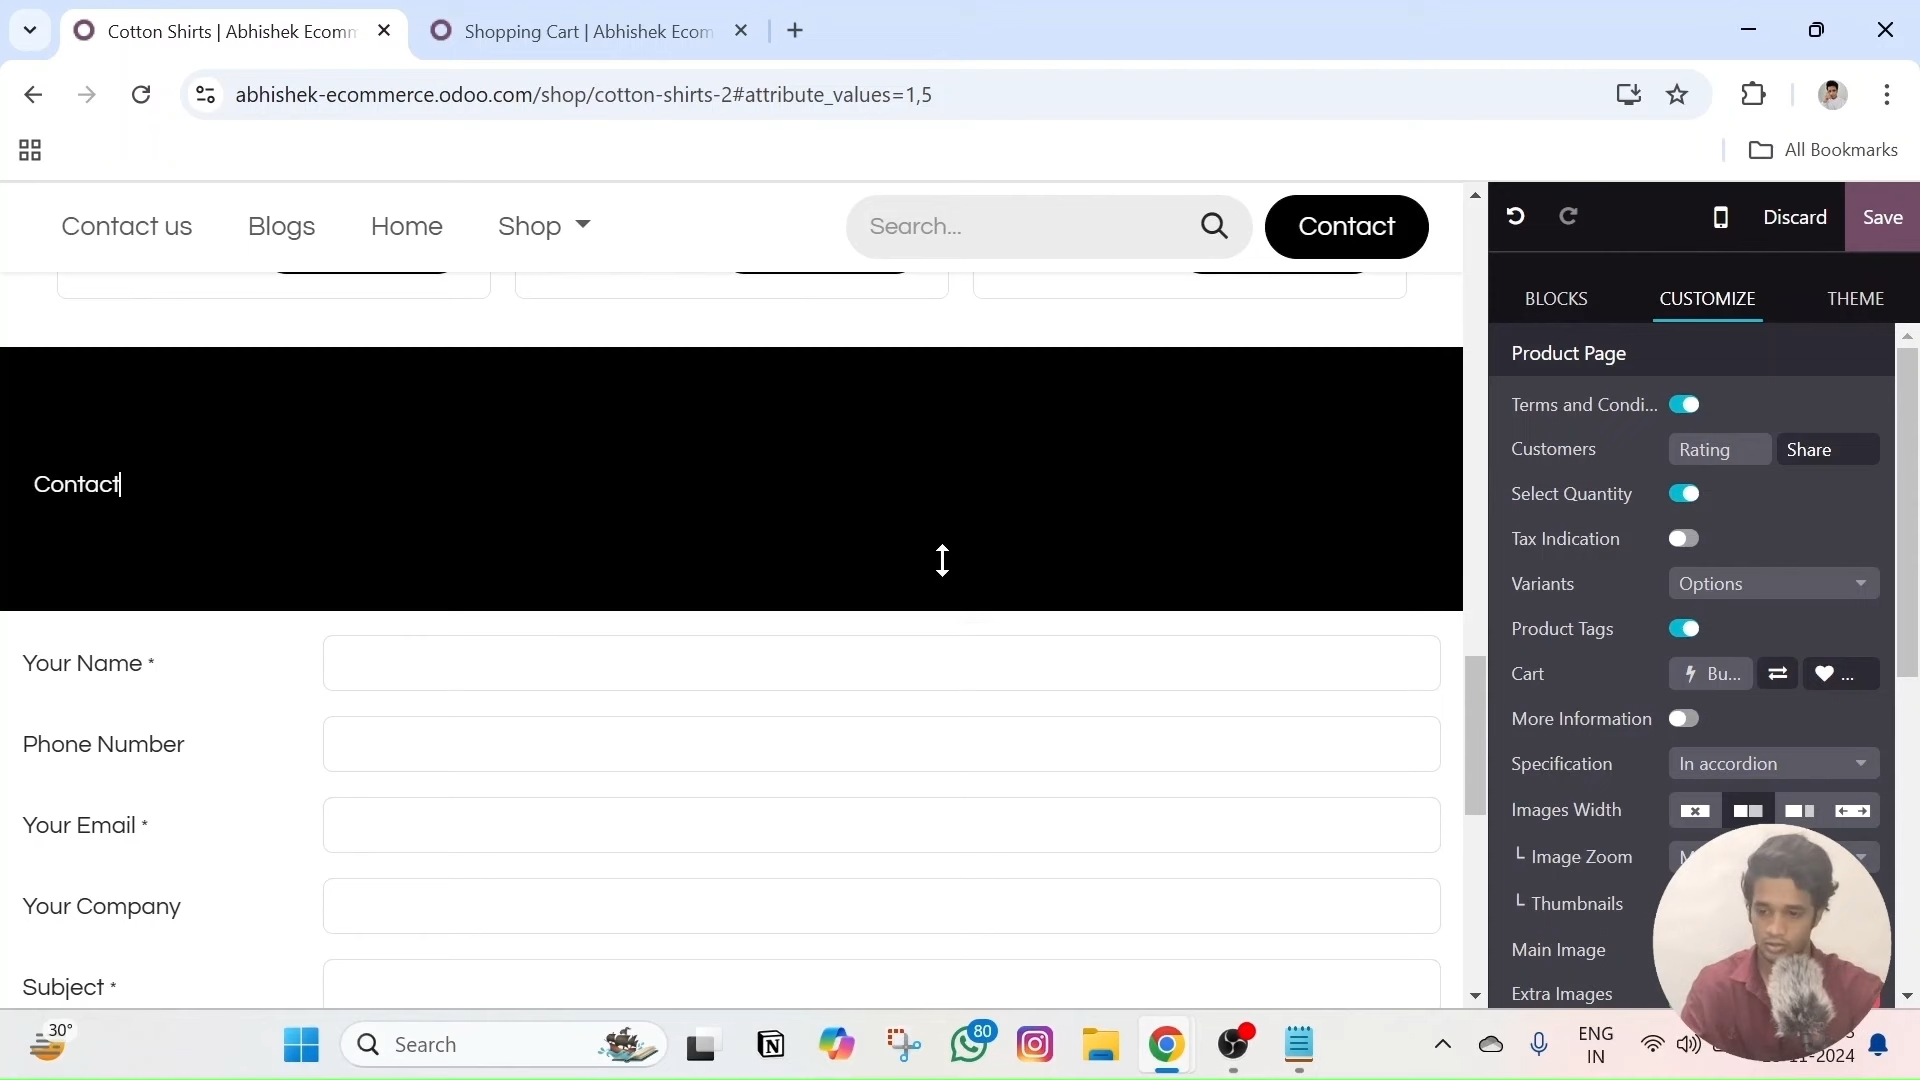 Cotton Shirts | Abhishek Ecomm
Shopping Cart | Abhishek Ecom
abhishek-ecommerce.odoo.com/shop/cotton-shirts-2#attribute_values=1,5
All Bookmarks
Contact us
Blogs
Home
Shop
Search...
Contact
Discard
Save
BLOCKS
CUSTOMIZE
THEME
Product Page
Terms and Condi...
Customers
Rating
Share
Select Quantity
Tax Indication
Variants
Options
Product Tags
Cart
Bu...
...
More Information
Specification
In accordion
Images Width
└ Image Zoom
└ Thumbnails
Main Image
Extra Images
Contact
Your Name *
Phone Number
Your Email *
Your Company
Subject *
30°
Search
80
ENG
IN
-2024